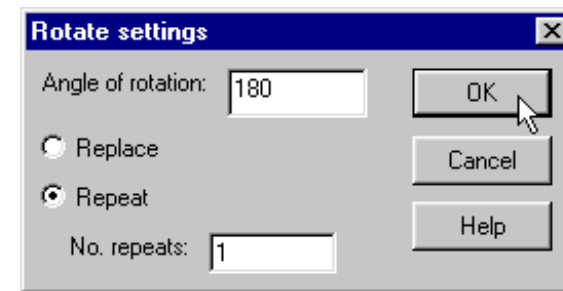 Rotate settings
Angle of rotation: 180
OK
Replace
Cancel
Repeat
Help
No. repeats: 1